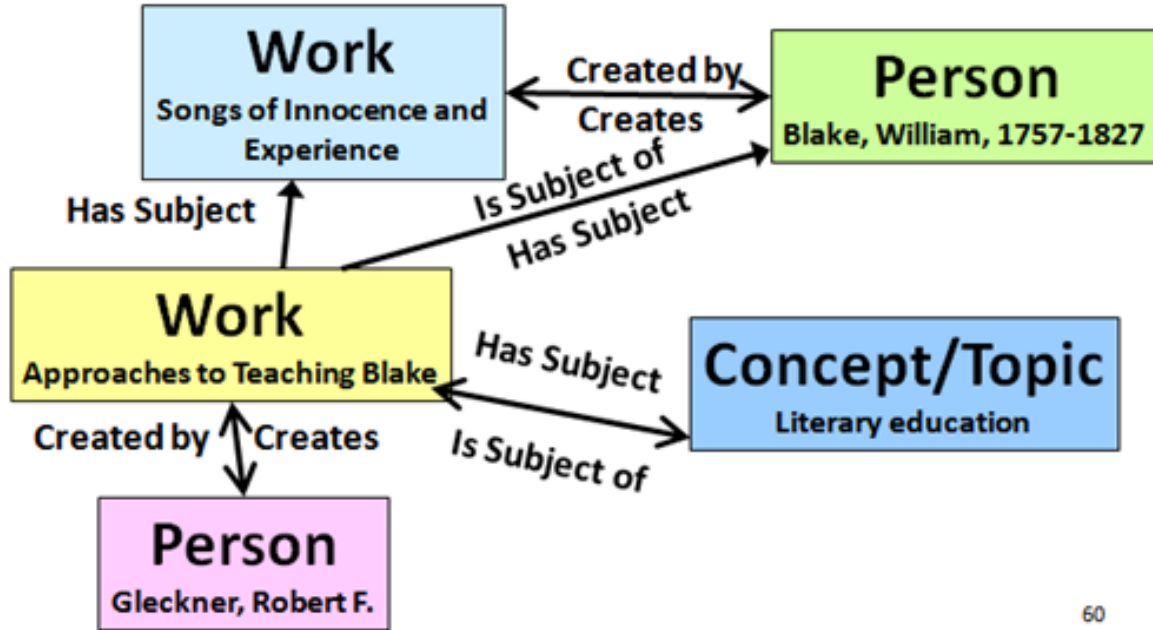 Work
Songs of Innocence and
Experience
Created by
Creates
Person
Blake, William, 1757-1827
Has Subject
Is Subject of
Has Subject
Work
Approaches to Teaching Blake
Has Subject
Is Subject of
Concept/Topic
Literary education
Created by
Creates
Person
Gleckner, Robert F.
60